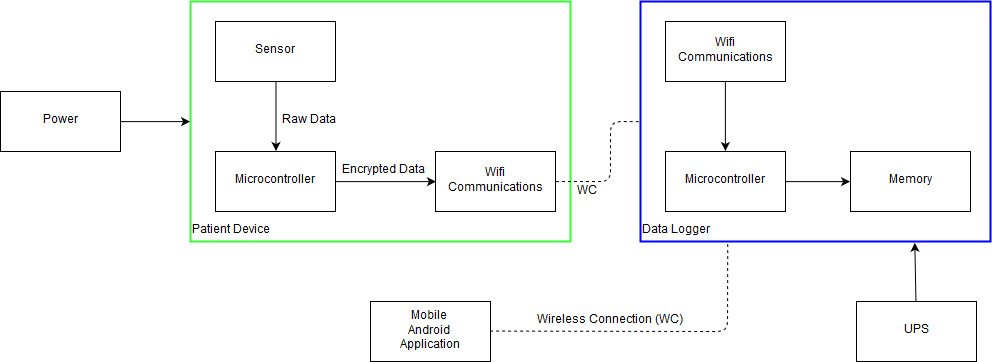 Power
Sensor
Raw Data
Microcontroller
Encrypted Data
Wifi
Communications
Patient Device
WC
Wifi
Communications
Microcontroller
Memory
Data Logger
Mobile
Android
Application
Wireless Connection (WC)
UPS